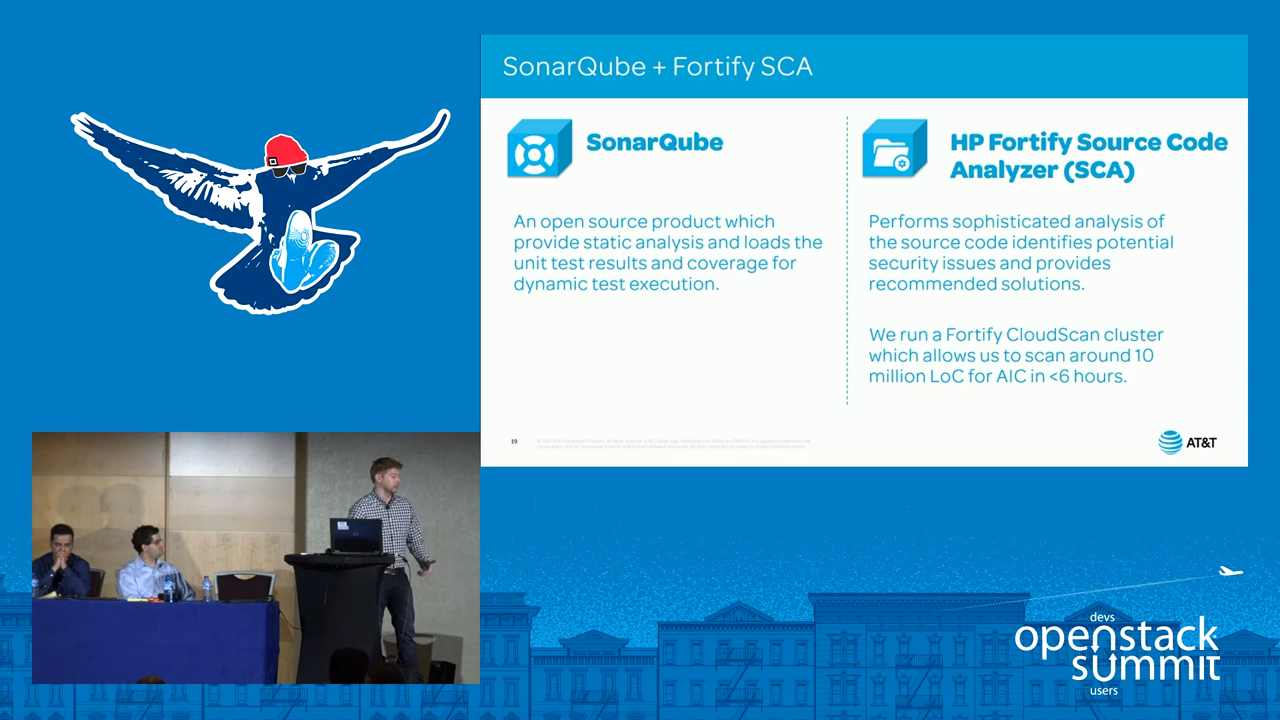 SonarQube + Fortify SCA
SonarQube
An open source product which
provide static analysis and loads the
unit test results and coverage for
dynamic test execution.
HP Fortify Source Code
Analyzer (SCA)
Performs sophisticated analysis of
the source code identifies potential
security issues and provides
recommended solutions.
We run a Fortify CloudScan cluster
which allows us to scan around 10
million LoC for AIC in <6 hours.
19
AT&T
devs
openstack
summit
users